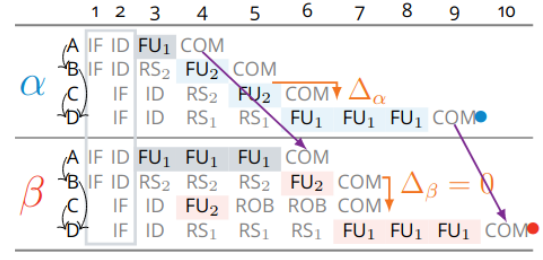 1 2 3 4 5 6 7 8 9 10
A IF ID FU₁ COM
B IF ID RS₂ FU₂ COM
α
C IF ID RS₂ FU₂ COM Δα
D IF ID RS₁ RS₁ FU₁ FU₁ FU₁ COM
A IF ID FU₁ FU₁ FU₁ COM
B IF ID RS₂ RS₂ RS₂ FU₂ COM Δβ = 0
β
C IF ID FU₂ ROB ROB COM
D IF ID RS₁ RS₁ RS₁ FU₁ FU₁ FU₁ COM